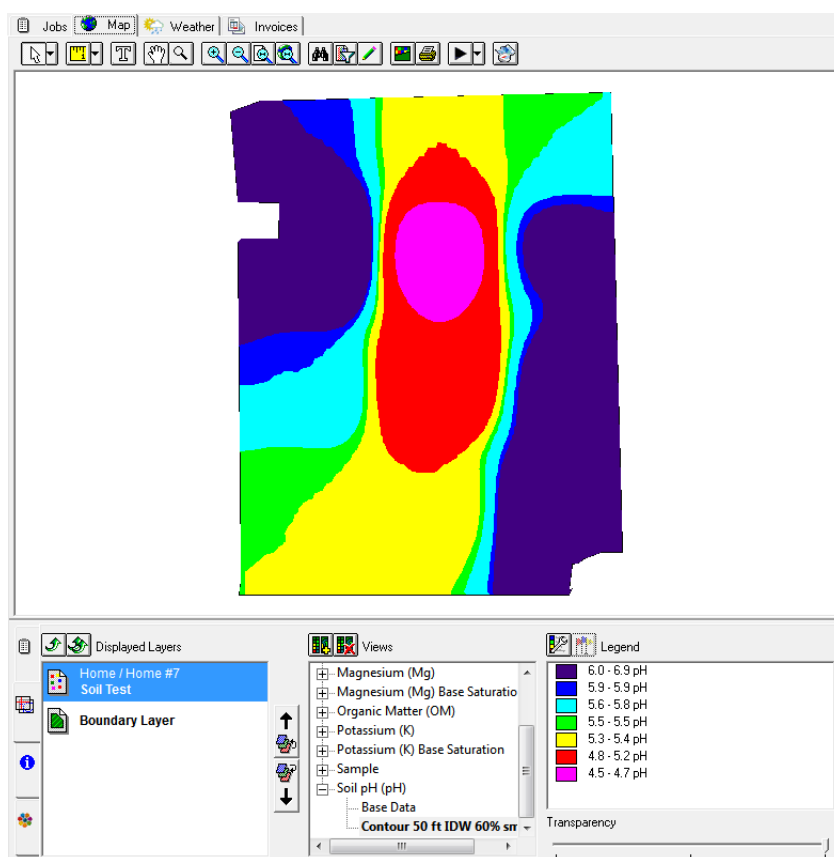 Jobs Map Weather Invoices
T
Displayed Layers
Home / Home #7
Soil Test
Boundary Layer
Views
Magnesium (Mg)
Magnesium (Mg) Base Saturatio
Organic Matter (OM)
Potassium (K)
Potassium (K) Base Saturation
Sample
Soil pH (pH)
Base Data
Contour 50 ft IDW 60% sm
Legend
6.0 - 6.9 pH
5.9 - 5.9 pH
5.6 - 5.8 pH
5.5 - 5.5 pH
5.3 - 5.4 pH
4.8 - 5.2 pH
4.5 - 4.7 pH
Transparency